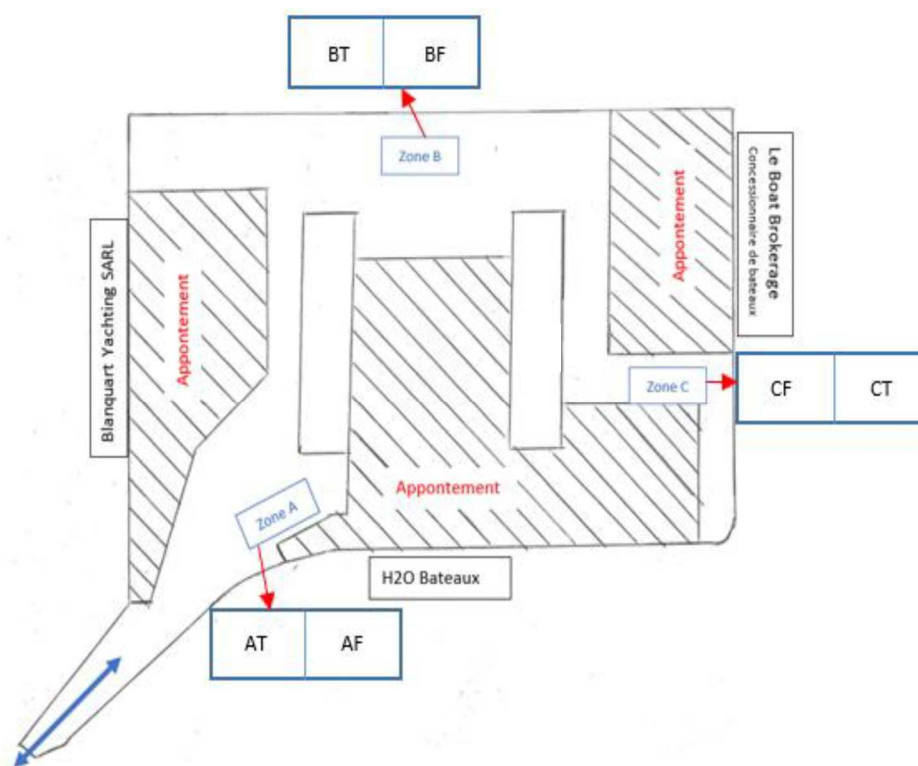 BT
BF
Zone B
Appontement
Le Boat Brokerage
Concessionnaire de bateaux
Blanquart Yachting SARL
Appontement
Zone C
CF
CT
Appontement
Zone A
H2O Bateaux
AT
AF